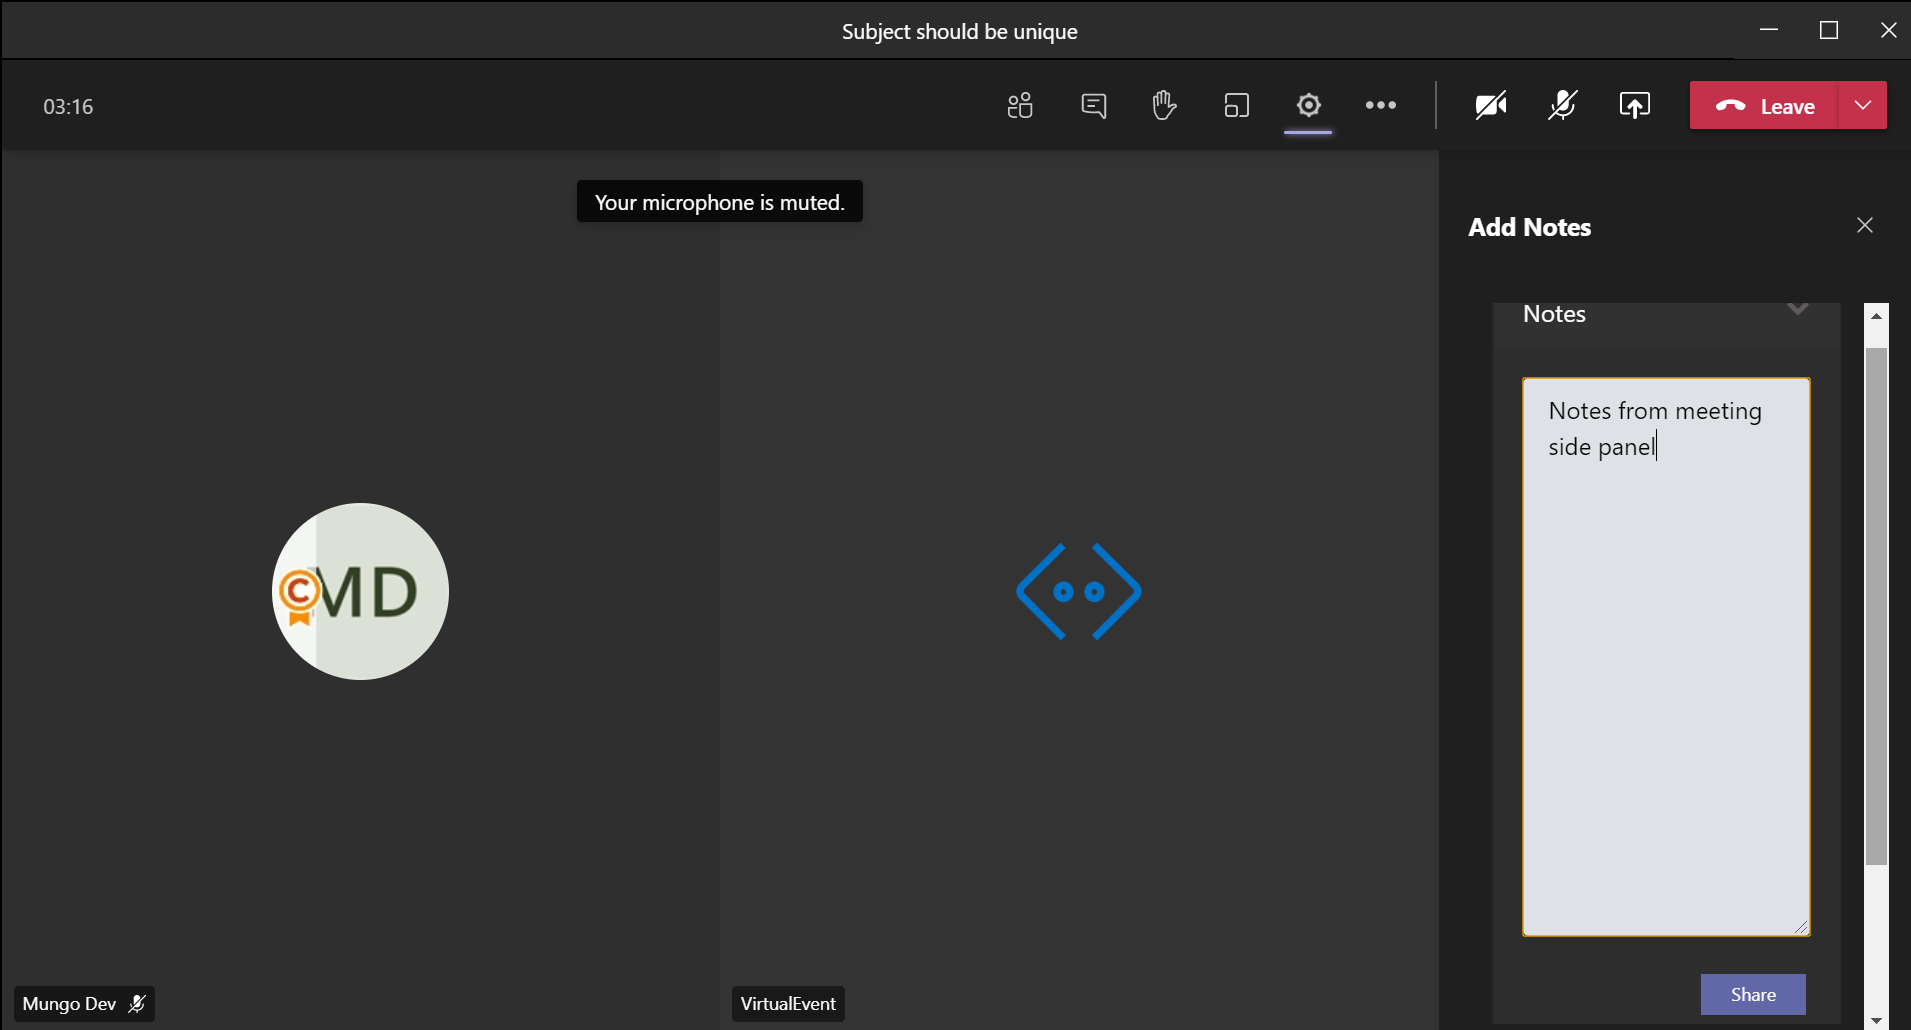 Subject should be unique
03:16
Leave
Your microphone is muted.
Add Notes
Notes
Notes from meeting
side panel
C
MD
Mungo Dev
VirtualEvent
Share